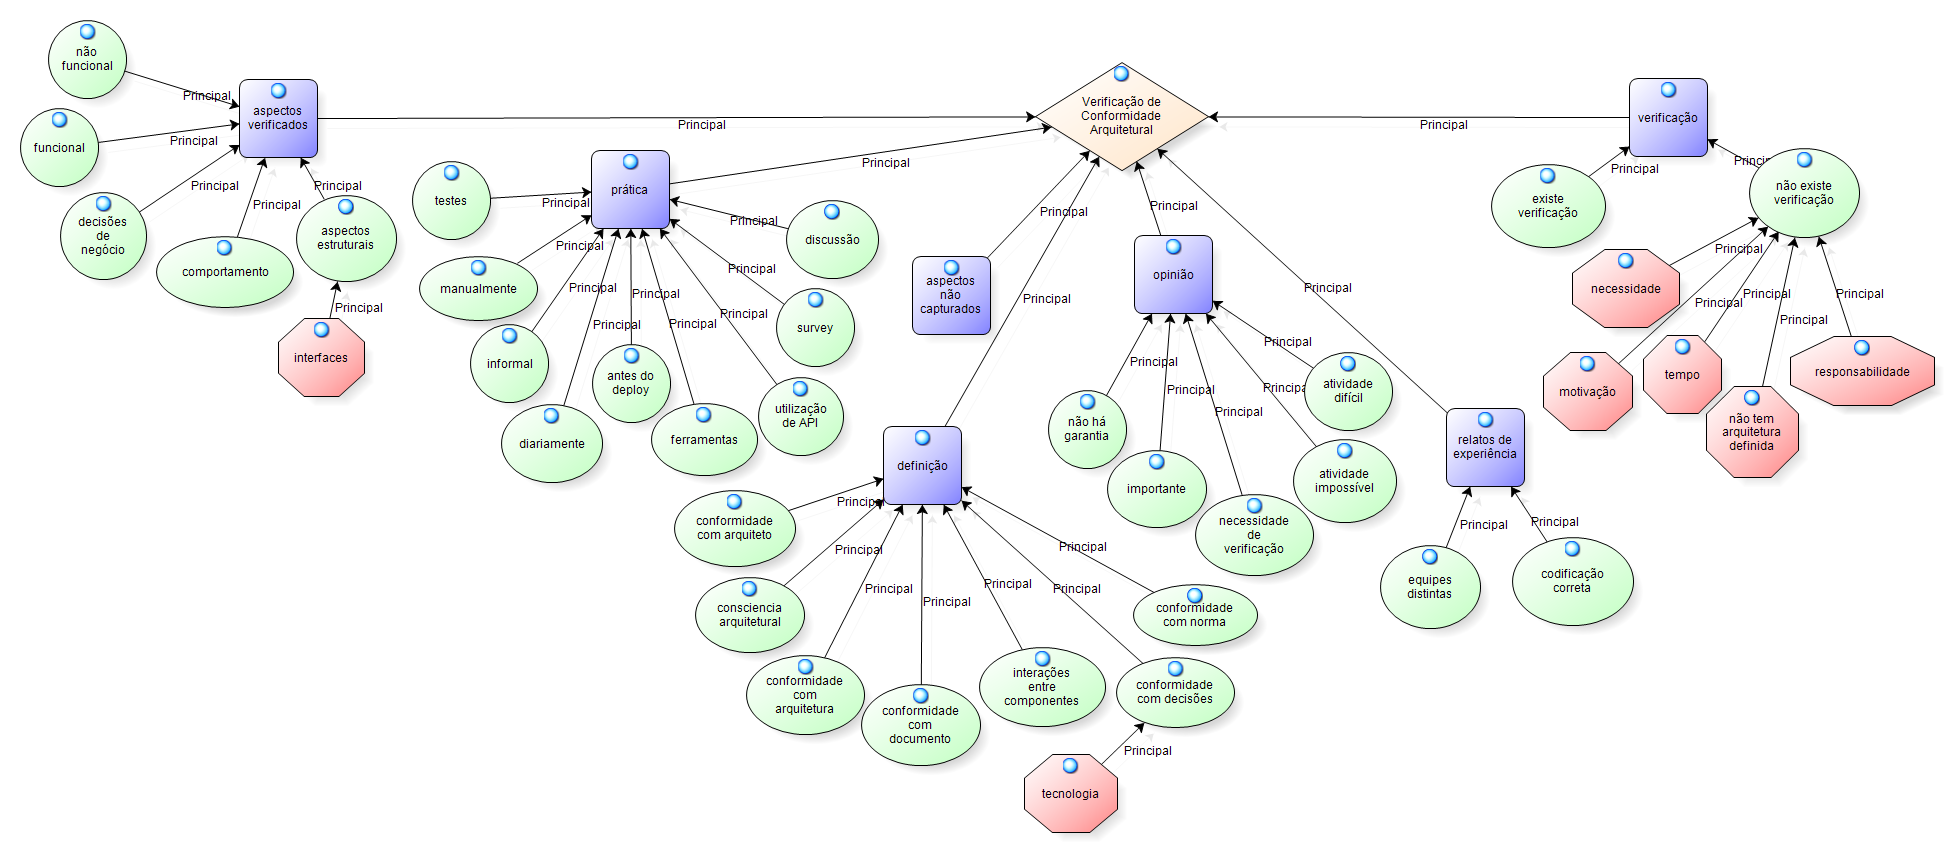 não
funcional
funcional
decisões
de
negócio
comportamento
aspectos
estruturais
interfaces
aspectos
verificados
Principal
Principal
Principal
Principal
Principal
Principal
Principal
Verificação de
Conformidade
Arquitetural
prática
Principal
testes
Principal
manualmente
Principal
informal
Principal
diariamente
Principal
antes do
deploy
Principal
ferramentas
Principal
utilização
de API
Principal
survey
Principal
discussão
Principal
aspectos
não
capturados
Principal
definição
Principal
conformidade
com arquiteto
Principal
consciencia
arquitetural
Principal
conformidade
com
arquitetura
Principal
conformidade
com
documento
Principal
interações
entre
componentes
Principal
conformidade
com decisões
Principal
conformidade
com norma
Principal
tecnologia
Principal
opinião
Principal
não há
garantia
Principal
importante
Principal
necessidade
de
verificação
Principal
atividade
impossível
Principal
atividade
difícil
Principal
relatos de
experiência
Principal
equipes
distintas
Principal
codificação
correta
Principal
verificação
Principal
existe
verificação
Principal
não existe
verificação
Principal
necessidade
Principal
motivação
Principal
tempo
Principal
não tem
arquitetura
definida
Principal
responsabilidade
Principal